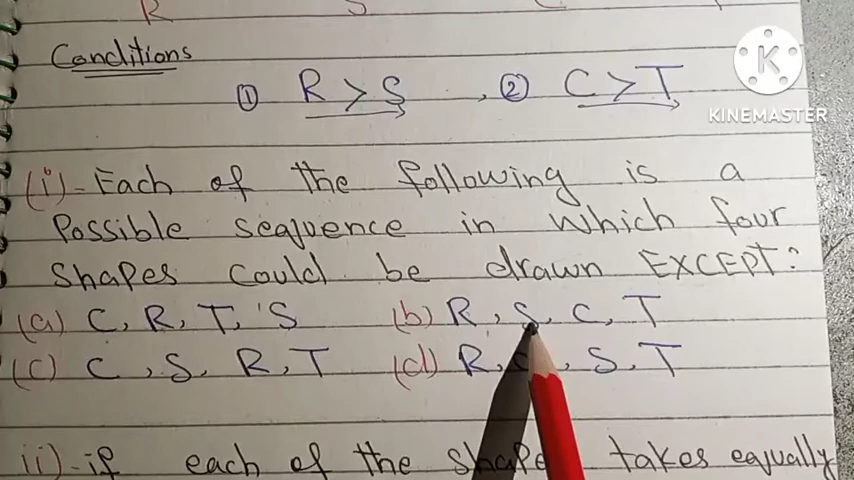 R S C
Conditions
① R > S , ② C > T
KINEMASTER
(i)- Each of the following is a
Possible sequence in which four
shapes could be drawn EXCEPT:
(a) C, R, T, S (b) R, S, C, T
(c) C, S, R, T (d) R, C, S, T
ii)- if each of the shape takes equally